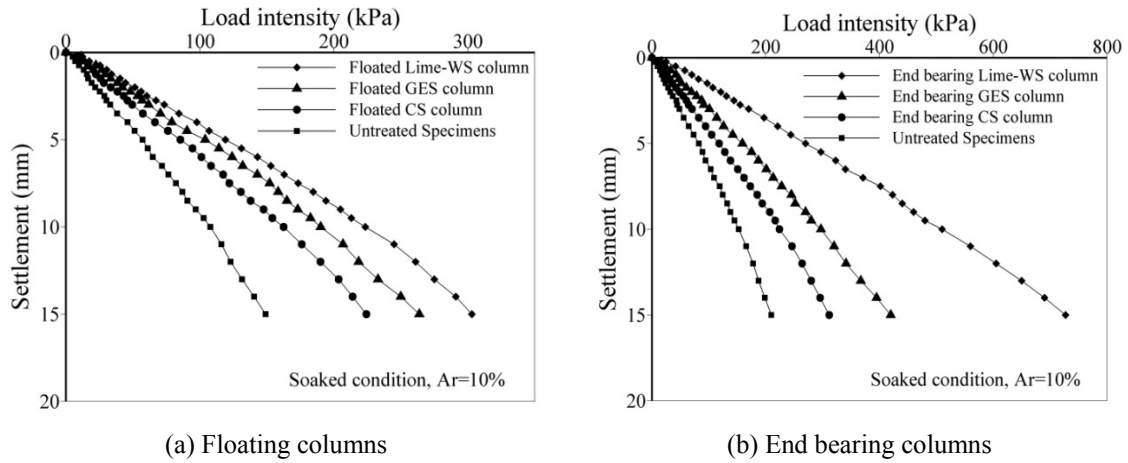 Load intensity (kPa)
0 100 200 300
0
5
10
15
20
Settlement (mm)
Floated Lime-WS column
Floated GES column
Floated CS column
Untreated Specimens
Soaked condition, Ar=10%
(a) Floating columns
Load intensity (kPa)
0 200 400 600 800
0
5
10
15
20
Settlement (mm)
End bearing Lime-WS column
End bearing GES column
End bearing CS column
Untreated Specimens
Soaked condition, Ar=10%
(b) End bearing columns